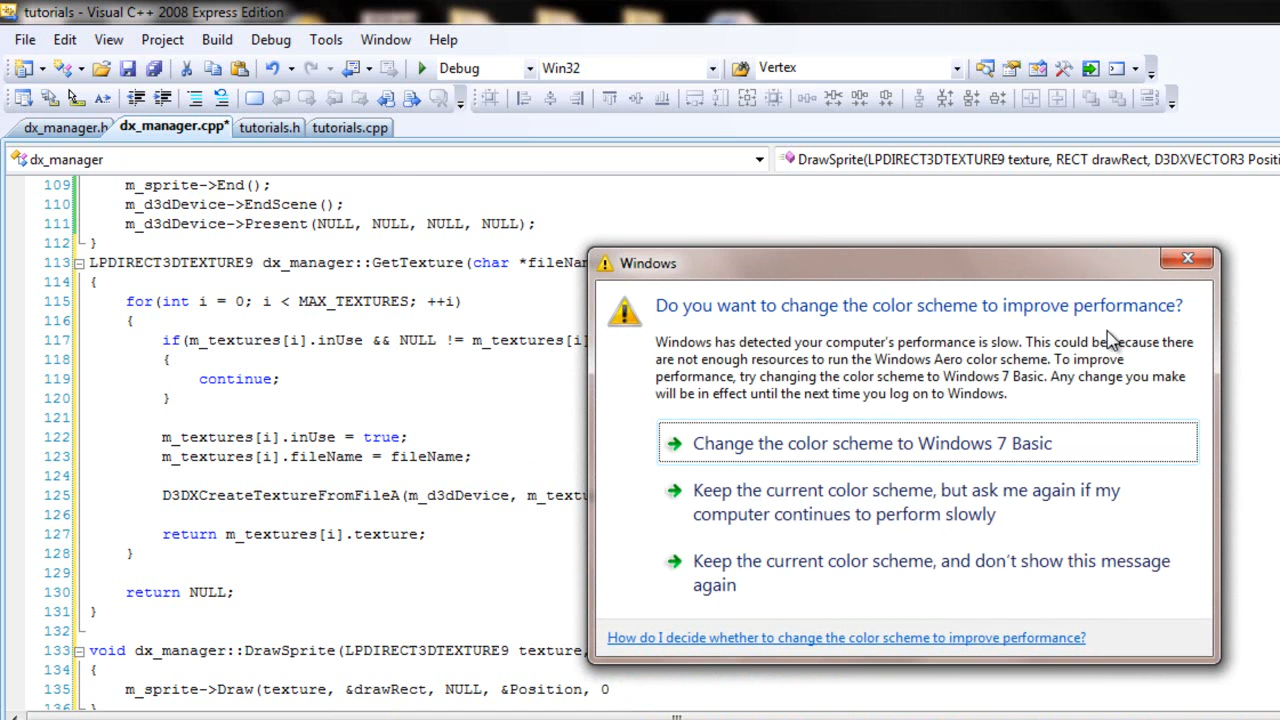 tutorials - Visual C++ 2008 Express Edition
File Edit View Project Build Debug Tools Window Help
Debug Win32 Vertex
dx_manager.h dx_manager.cpp* tutorials.h tutorials.cpp
dx_manager DrawSprite(LPDIRECT3DTEXTURE9 texture, RECT drawRect, D3DXVECTOR3 Positi
109 m_sprite->End();
110 m_d3dDevice->EndScene();
111 m_d3dDevice->Present(NULL, NULL, NULL, NULL);
112 }
113 LPDIRECT3DTEXTURE9 dx_manager::GetTexture(char *fileNam
114 {
115 for(int i = 0; i < MAX_TEXTURES; ++i)
116 {
117 if(m_textures[i].inUse && NULL != m_textures[i]
118 {
119 continue;
120 }
121
122 m_textures[i].inUse = true;
123 m_textures[i].fileName = fileName;
124
125 D3DXCreateTextureFromFileA(m_d3dDevice, m_textu
126
127 return m_textures[i].texture;
128 }
129
130 return NULL;
131 }
132
133 void dx_manager::DrawSprite(LPDIRECT3DTEXTURE9 texture,
134 {
135 m_sprite->Draw(texture, &drawRect, NULL, &Position, 0
136 }
Windows
Do you want to change the color scheme to improve performance?
Windows has detected your computer's performance is slow. This could be because there
are not enough resources to run the Windows Aero color scheme. To improve
performance, try changing the color scheme to Windows 7 Basic. Any change you make
will be in effect until the next time you log on to Windows.
Change the color scheme to Windows 7 Basic
Keep the current color scheme, but ask me again if my
computer continues to perform slowly
Keep the current color scheme, and don't show this message
again
How do I decide whether to change the color scheme to improve performance?